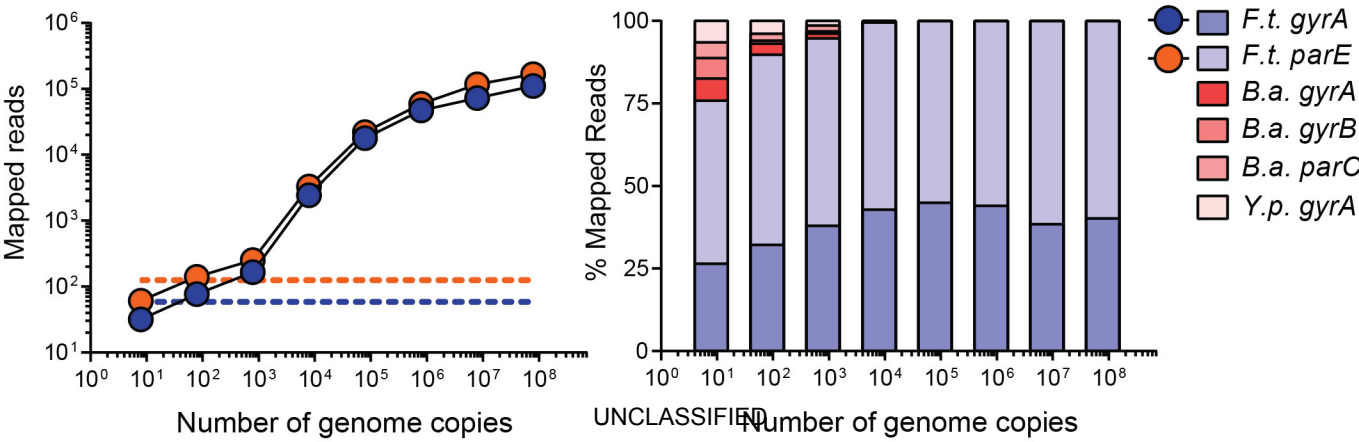 Mapped reads
10⁶
10⁵
10⁴
10³
10²
10¹
10⁰ 10¹ 10² 10³ 10⁴ 10⁵ 10⁶ 10⁷ 10⁸
Number of genome copies
% Mapped Reads
100
75
50
25
0
10⁰ 10¹ 10² 10³ 10⁴ 10⁵ 10⁶ 10⁷ 10⁸
Number of genome copies
UNCLASSIFIED
F.t. gyrA
F.t. parE
B.a. gyrA
B.a. gyrB
B.a. parC
Y.p. gyrA